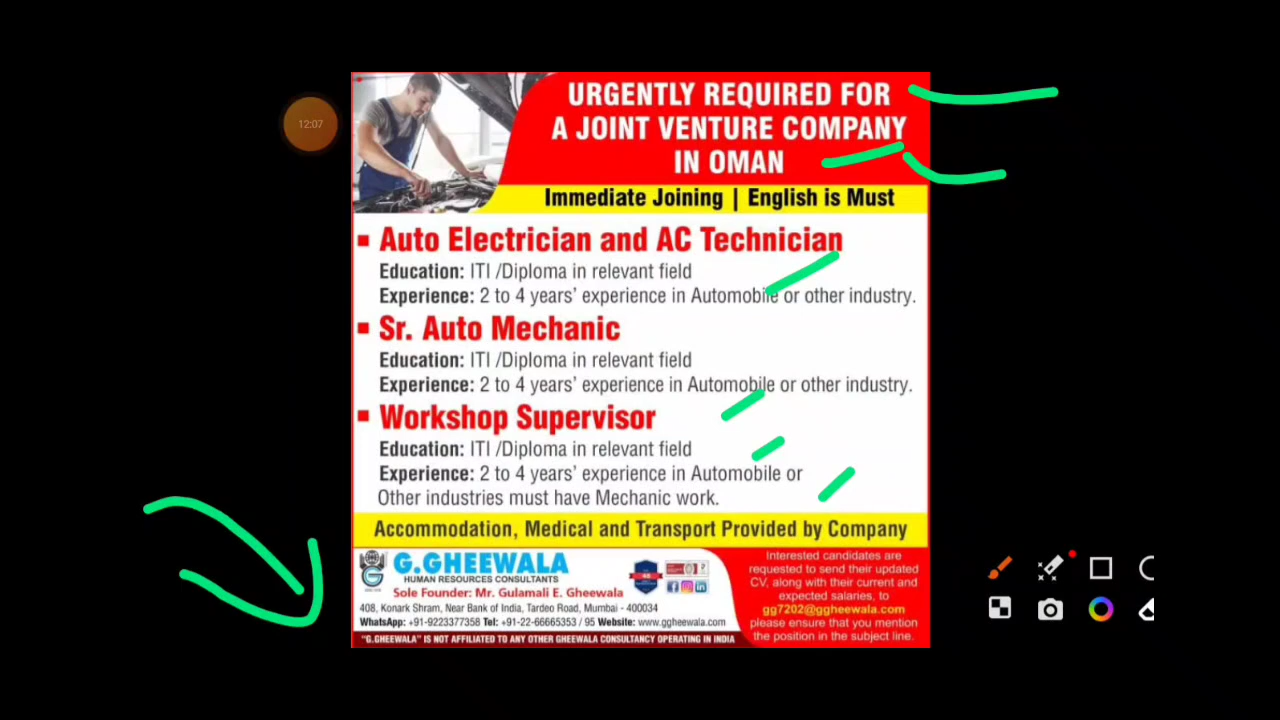 12:07
URGENTLY REQUIRED FOR
A JOINT VENTURE COMPANY
IN OMAN
Immediate Joining | English is Must
Auto Electrician and AC Technician
Education: ITI /Diploma in relevant field
Experience: 2 to 4 years' experience in Automobile or other industry.
Sr. Auto Mechanic
Education: ITI /Diploma in relevant field
Experience: 2 to 4 years' experience in Automobile or other industry.
Workshop Supervisor
Education: ITI /Diploma in relevant field
Experience: 2 to 4 years' experience in Automobile or
Other industries must have Mechanic work.
Accommodation, Medical and Transport Provided by Company
G.GHEEWALA
HUMAN RESOURCES CONSULTANTS
Sole Founder: Mr. Gulamali E. Gheewala
408, Konark Shram, Near Bank of India, Tardeo Road, Mumbai - 400034
WhatsApp: +91-9223377358 Tel: +91-22-66665353 / 95 Website: www.ggheewala.com
"G.GHEEWALA" IS NOT AFFILIATED TO ANY OTHER GHEEWALA CONSULTANCY OPERATING IN INDIA
Interested candidates are
requested to send their updated
CV, along with their current and
expected salaries, to
gg7202@ggheewala.com
please ensure that you mention
the position in the subject line.